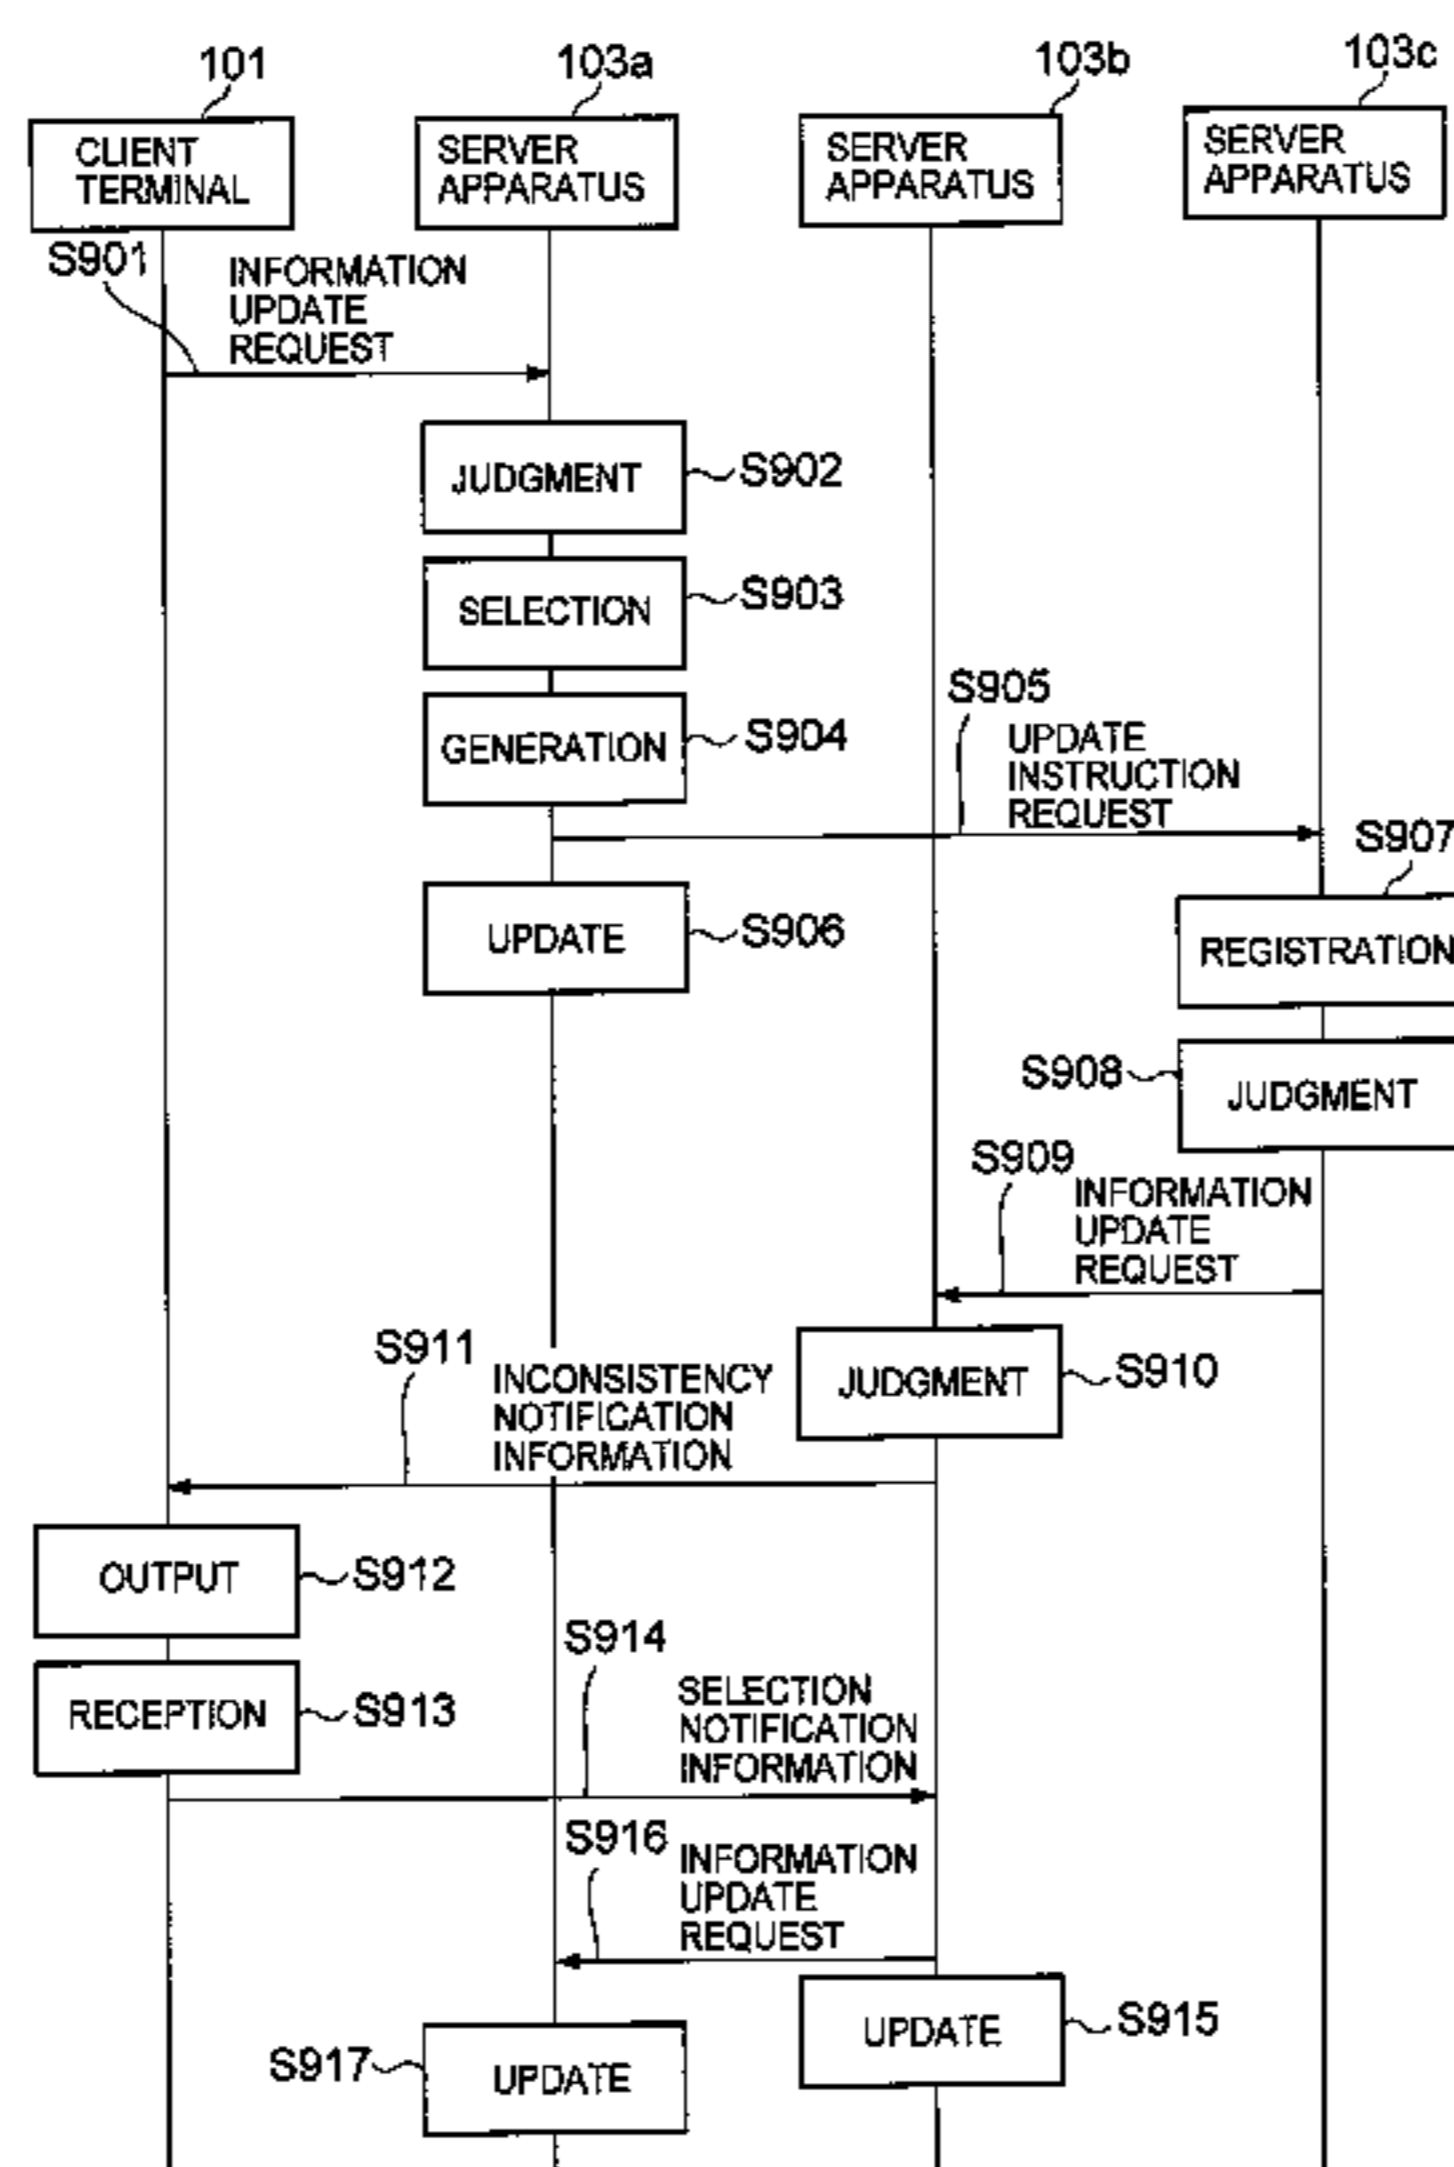 101
103a
103b
103c
CLIENT
TERMINAL
SERVER
APPARATUS
SERVER
APPARATUS
SERVER
APPARATUS
S901
INFORMATION
UPDATE
REQUEST
JUDGMENT
S902
SELECTION
S903
GENERATION
S904
S905
UPDATE
INSTRUCTION
REQUEST
UPDATE
S906
S907
REGISTRATION
S908
JUDGMENT
S909
INFORMATION
UPDATE
REQUEST
JUDGMENT
S910
S911
INCONSISTENCY
NOTIFICATION
INFORMATION
OUTPUT
S912
RECEPTION
S913
S914
SELECTION
NOTIFICATION
INFORMATION
S916
INFORMATION
UPDATE
REQUEST
UPDATE
S915
S917
UPDATE